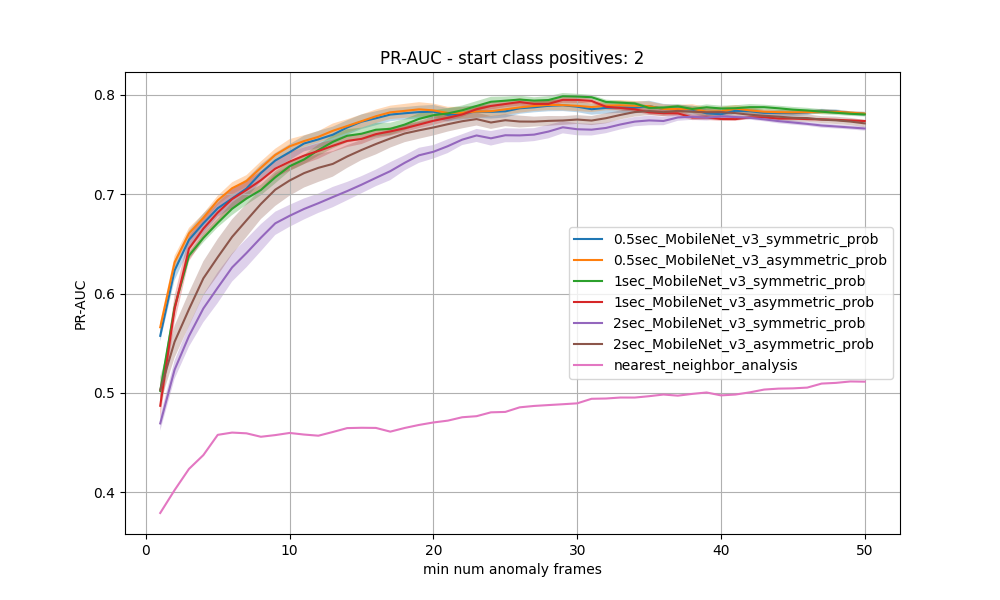 PR-AUC - start class positives: 2
PR-AUC
0.8
0.7
0.6
0.5
0.4
0.5sec_MobileNet_v3_symmetric_prob
0.5sec_MobileNet_v3_asymmetric_prob
1sec_MobileNet_v3_symmetric_prob
1sec_MobileNet_v3_asymmetric_prob
2sec_MobileNet_v3_symmetric_prob
2sec_MobileNet_v3_asymmetric_prob
nearest_neighbor_analysis
0 10 20 30 40 50
min num anomaly frames